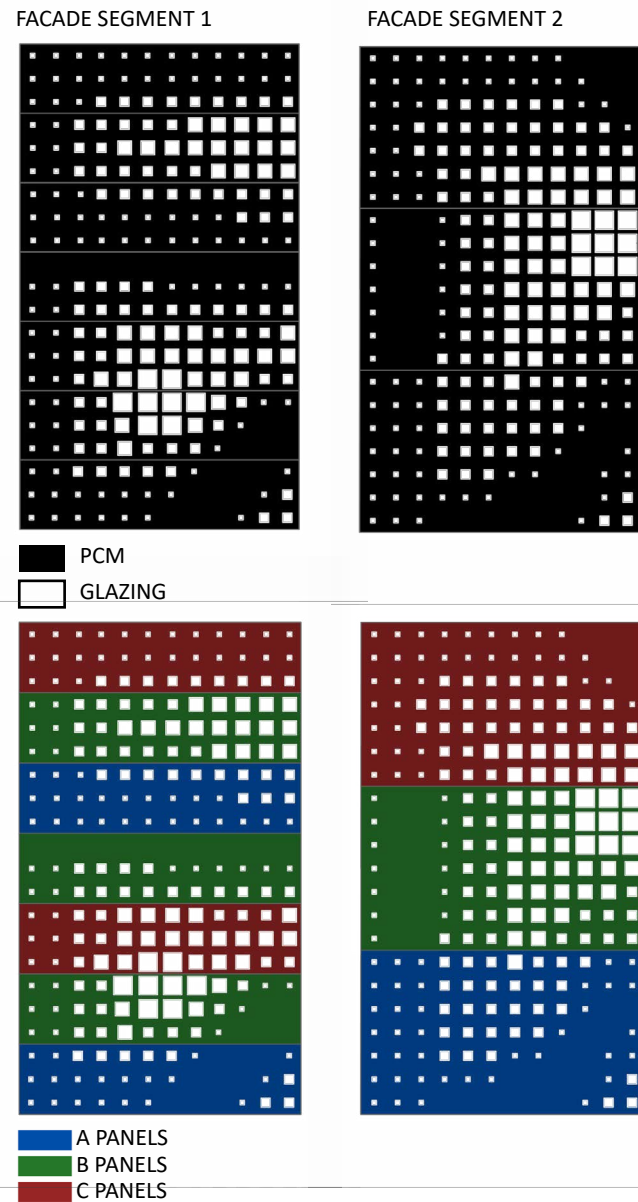 FACADE SEGMENT 1
FACADE SEGMENT 2
PCM
GLAZING
A PANELS
B PANELS
C PANELS